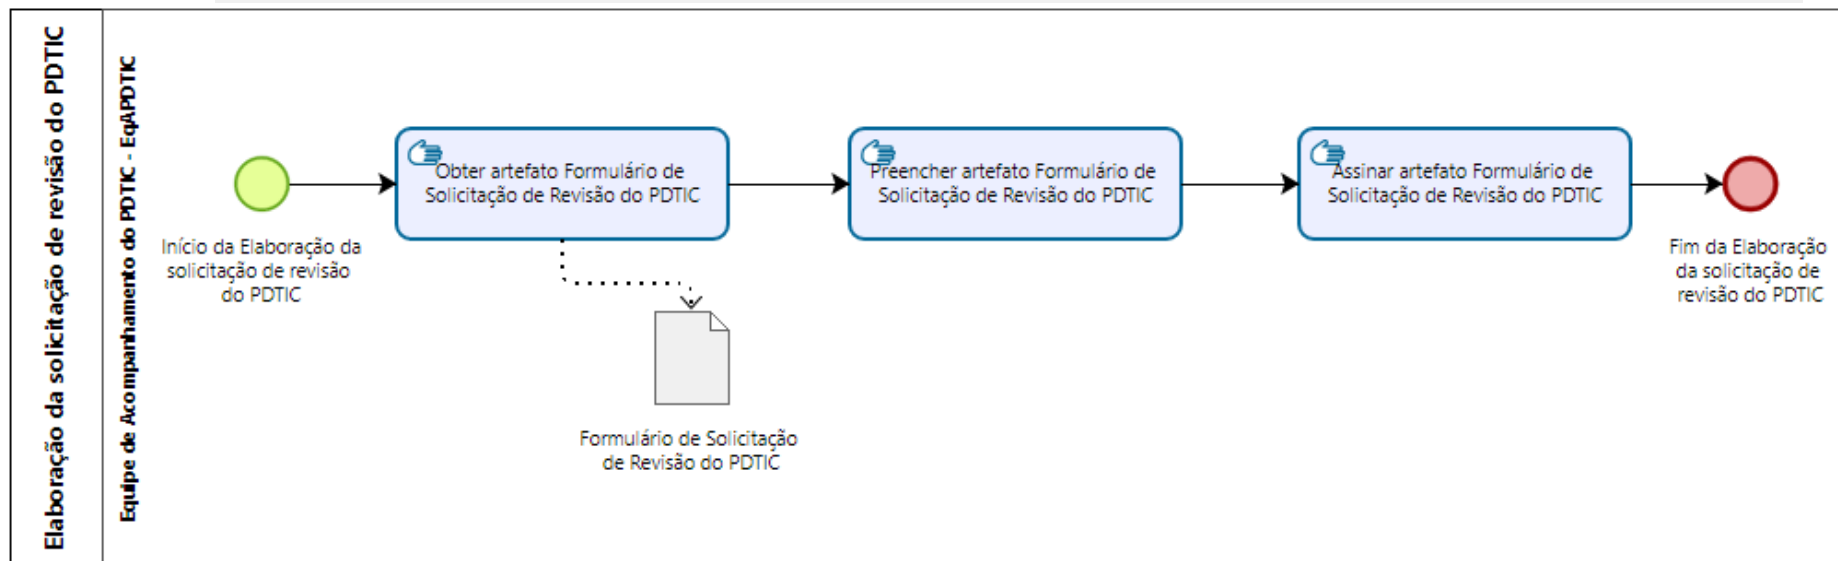 Elaboração da solicitação de revisão do PDTIC
Equipe de Acompanhamento do PDTIC - EqAPDTIC
Início da Elaboração da
solicitação de revisão
do PDTIC
Obter artefato Formulário de
Solicitação de Revisão do PDTIC
Formulário de Solicitação
de Revisão do PDTIC
Preencher artefato Formulário de
Solicitação de Revisão do PDTIC
Assinar artefato Formulário de
Solicitação de Revisão do PDTIC
Fim da Elaboração
da solicitação de
revisão do PDTIC